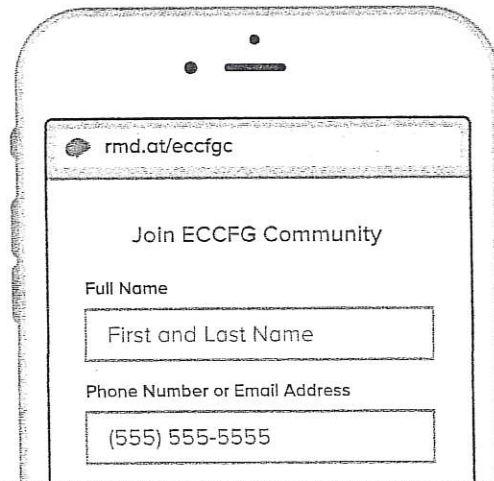 rmd.at/eccfgc
Join ECCFG Community
Full Name
First and Last Name
Phone Number or Email Address
(555) 555-5555